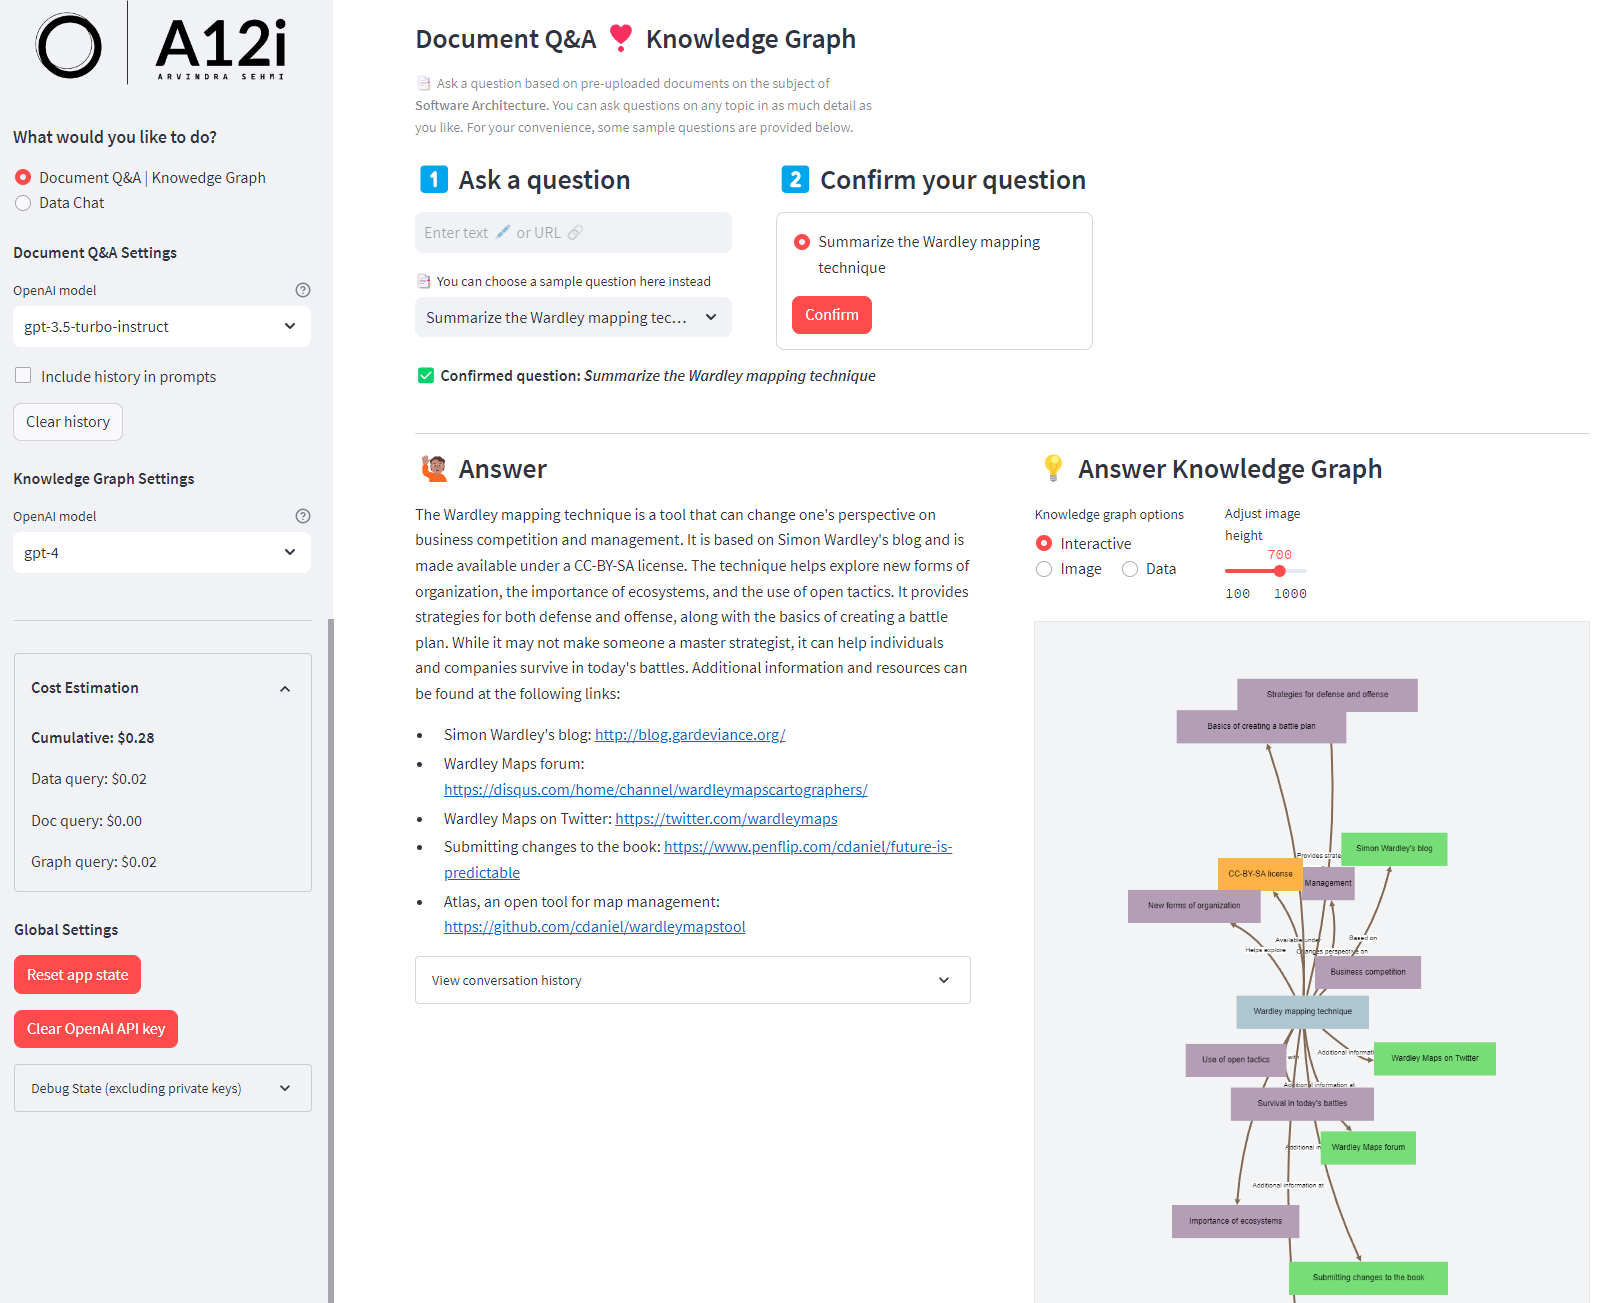 A12i
ARVINDRA SEHMI
What would you like to do?
Document Q&A | Knowedge Graph
Data Chat
Document Q&A Settings
OpenAI model
gpt-3.5-turbo-instruct
Include history in prompts
Clear history
Knowledge Graph Settings
OpenAI model
gpt-4
Cost Estimation
Cumulative: $0.28
Data query: $0.02
Doc query: $0.00
Graph query: $0.02
Global Settings
Reset app state
Clear OpenAI API key
Debug State (excluding private keys)
Document Q&A ❣️ Knowledge Graph
Ask a question based on pre-uploaded documents on the subject of
Software Architecture. You can ask questions on any topic in as much detail as
you like. For your convenience, some sample questions are provided below.
1 Ask a question
Enter text or URL
You can choose a sample question here instead
Summarize the Wardley mapping tec...
2 Confirm your question
Summarize the Wardley mapping
technique
Confirm
Confirmed question: Summarize the Wardley mapping technique
Answer
The Wardley mapping technique is a tool that can change one's perspective on
business competition and management. It is based on Simon Wardley's blog and is
made available under a CC-BY-SA license. The technique helps explore new forms of
organization, the importance of ecosystems, and the use of open tactics. It provides
strategies for both defense and offense, along with the basics of creating a battle
plan. While it may not make someone a master strategist, it can help individuals
and companies survive in today's battles. Additional information and resources can
be found at the following links:
• Simon Wardley's blog: http://blog.gardeviance.org/
• Wardley Maps forum:
https://disqus.com/home/channel/wardleymapscartographers/
• Wardley Maps on Twitter: https://twitter.com/wardleymaps
• Submitting changes to the book: https://www.penflip.com/cdaniel/future-is-
predictable
• Atlas, an open tool for map management:
https://github.com/cdaniel/wardleymapstool
View conversation history
Answer Knowledge Graph
Knowledge graph options
Interactive
Image Data
Adjust image
height
700
100 1000
Strategies for defense and offense
Basics of creating a battle plan
Simon Wardley's blog
Provides strate
CC-BY-SA license
Management
New forms of organization
Based on
Available under
Helps explore
Changes perspective on
Business competition
Wardley mapping technique
Use of open tactics
with
Additional informati
Wardley Maps on Twitter
Additional information at
Survival in today's battles
Additional in
Wardley Maps forum
Additional information at
Importance of ecosystems
Submitting changes to the book